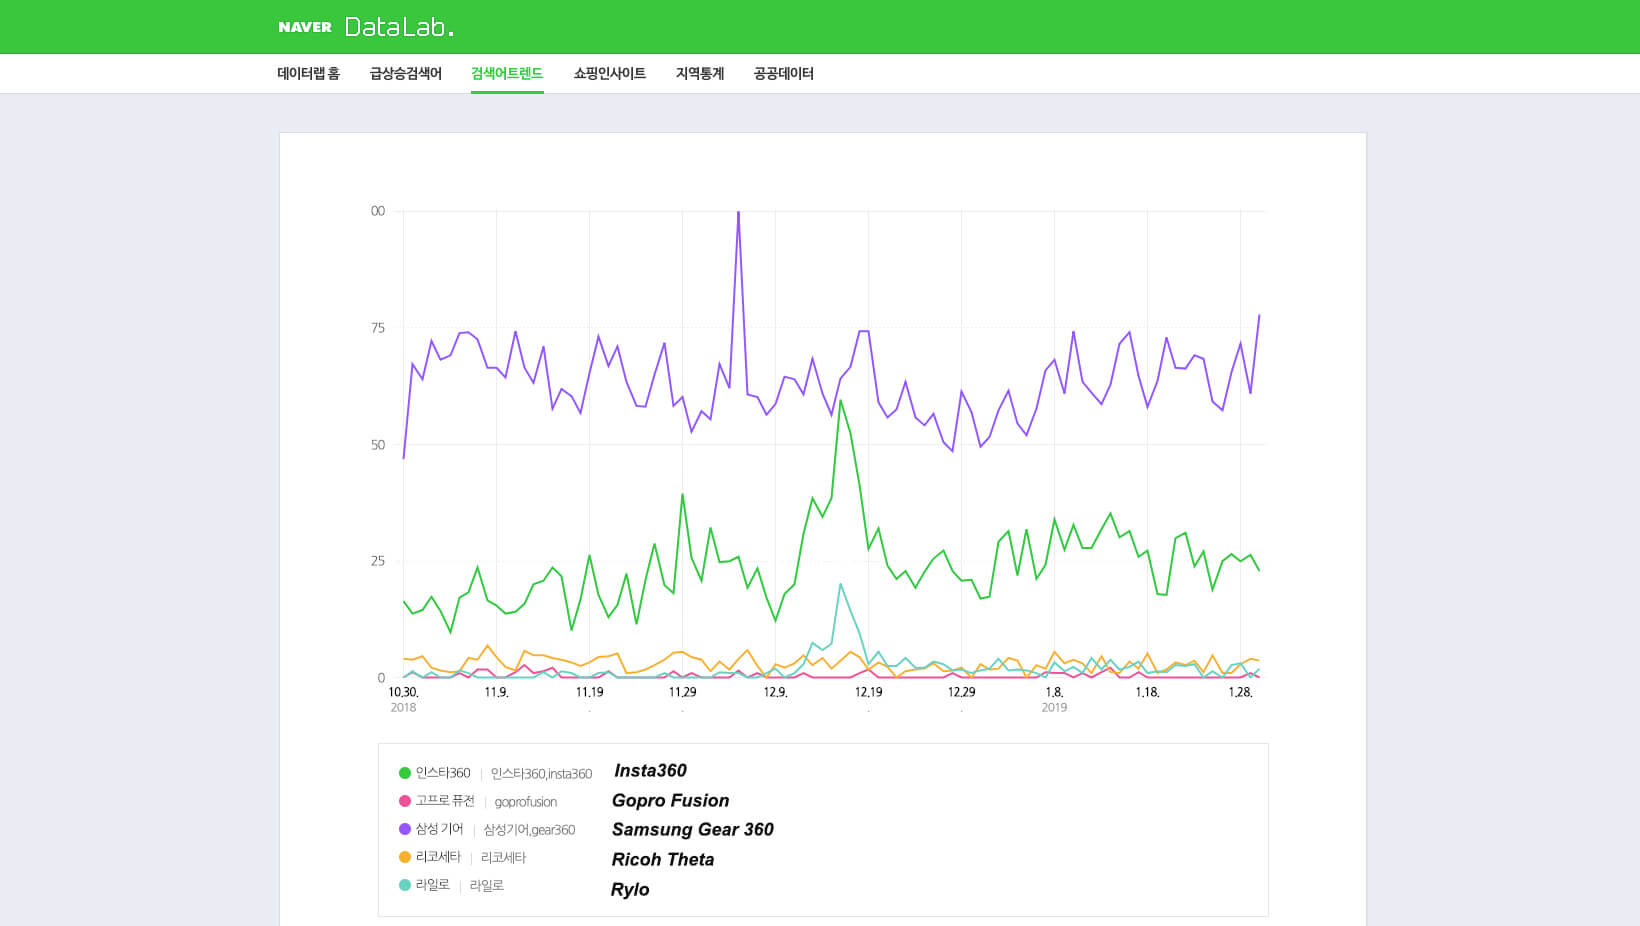 NAVER DataLab.
데이터랩 홈 급상승검색어 검색어트렌드 쇼핑인사이트 지역통계 공공데이터
00
75
50
25
0
10.30. 11.9. 11.19 11.29 12.9. 12.19 12.29 1.8. 1.18. 1.28.
2018 . . . . 2019
인스타360 | 인스타360,insta360 Insta360
고프로 퓨전 | goprofusion Gopro Fusion
삼성 기어 | 삼성기어,gear360 Samsung Gear 360
리코세타 | 리코세타 Ricoh Theta
라일로 | 라일로 Rylo